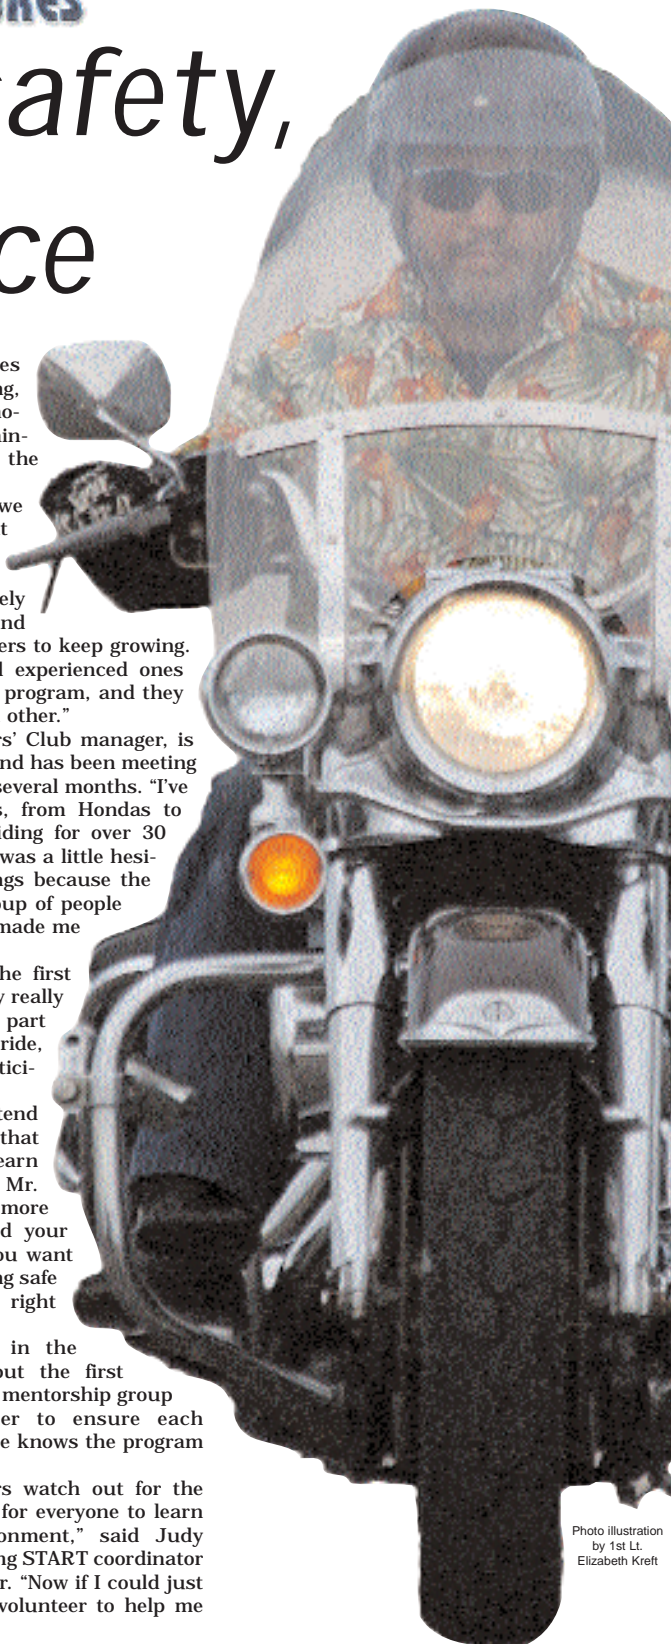 afety,
ce
es
ng,
o-
in-
the
we
t
ely
nd
ers to keep growing.
experienced ones
program, and they
other.”
rs’ Club manager, is
nd has been meeting
several months. “I’ve
s, from Hondas to
iding for over 30
was a little hesi-
ngs because the
oup of people
made me
he first
y really
part
ride,
tici-
tend
that
earn
Mr.
more
d your
ou want
ng safe
right
in the
out the first
mentorship group
er to ensure each
e knows the program
rs watch out for the
for everyone to learn
onment,” said Judy
ng START coordinator
r. “Now if I could just
volunteer to help me
Photo illustration
by 1st Lt.
Elizabeth Kreft